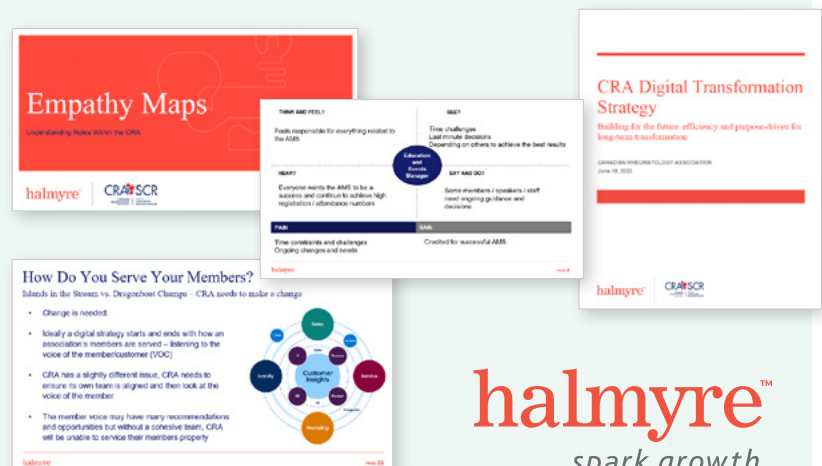 Empathy Maps
Understanding Roles Within the CRA
halmyre
CRA SCR
THINK AND FEEL?
Feels responsible for everything related to
the AMS
SEE?
Time challenges
Last minute decisions
Depending on others to achieve the best results
Education
and
Events
Manager
HEAR?
Everyone wants the AMS to be a
success and continue to achieve high
registration / attendance numbers
SAY AND DO?
Some members / speakers / staff
need ongoing guidance and
decisions
PAIN
GAIN
Time constraints and challenges
Ongoing changes and needs
Credited for successful AMS
halmyre
CRA Digital Transformation
Strategy
Building for the future: efficiency and purpose-driven for
long-term transformation
CANADIAN RHEUMATOLOGY ASSOCIATION
halmyre
CRA SCR
How Do You Serve Your Members?
Islands in the Stream vs. Dragonboat Champs – CRA needs to make a change
• Change is needed.
• Ideally a digital strategy starts and ends with how an
association's members are served – listening to the
voice of the member/customer (VOC)
• CRA has a slightly different issue, CRA needs to
ensure its own team is aligned and then look at the
voice of the member
• The member voice may have many recommendations
and opportunities but without a cohesive team, CRA
will be unable to service their members properly
Sales
Service
Marketing
Identify
Customer
Insights
halmyre
halmyre™
spark growth